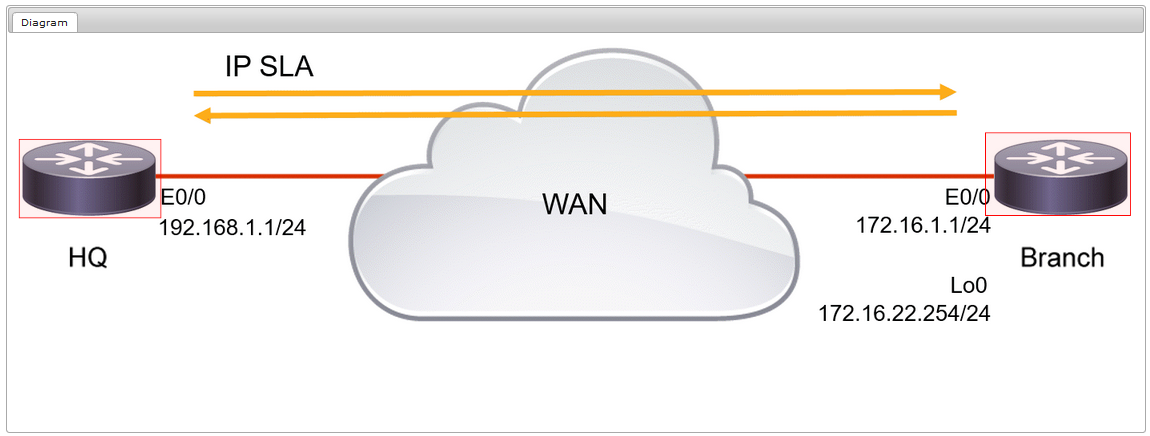 Diagram
IP SLA
WAN
E0/0
192.168.1.1/24
HQ
E0/0
172.16.1.1/24
Branch
Lo0
172.16.22.254/24